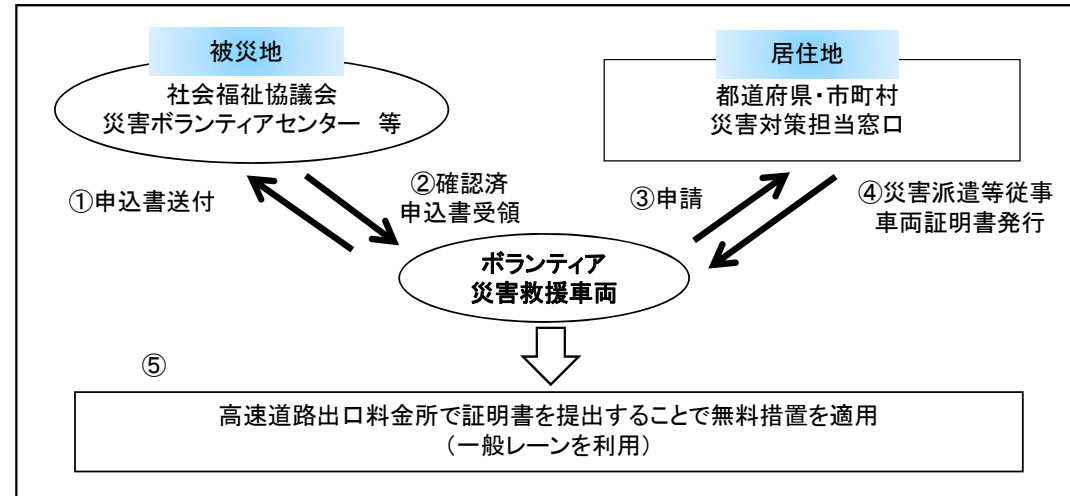 被災地
社会福祉協議会
災害ボランティアセンター 等
居住地
都道府県・市町村
災害対策担当窓口
①申込書送付
②確認済
申込書受領
③申請
④災害派遣等従事
車両証明書発行
ボランティア
災害救援車両
⑤
高速道路出口料金所で証明書を提出することで無料措置を適用
（一般レーンを利用）